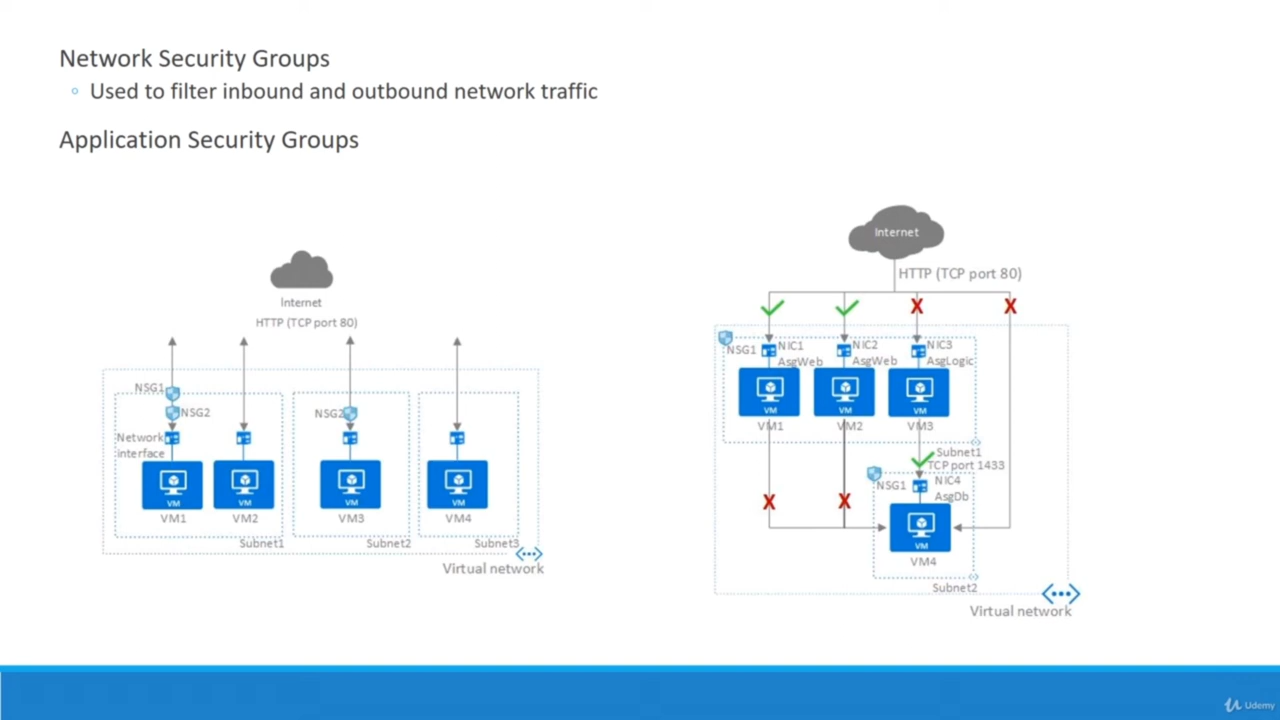 Network Security Groups
Used to filter inbound and outbound network traffic
Application Security Groups
Internet
HTTP (TCP port 80)
NSG1
NSG2
NSG2
Network
interface
VM
VM
VM
VM
VM1
VM2
VM3
VM4
Subnet1
Subnet2
Subnet3
Virtual network
Internet
HTTP (TCP port 80)
NSG1
NIC1
AsgWeb
NIC2
AsgWeb
NIC3
AsgLogic
VM
VM
VM
VM1
VM2
VM3
Subnet1
TCP port 1433
NSG1
NIC4
AsgDb
VM
VM4
Subnet2
Virtual network
Udemy